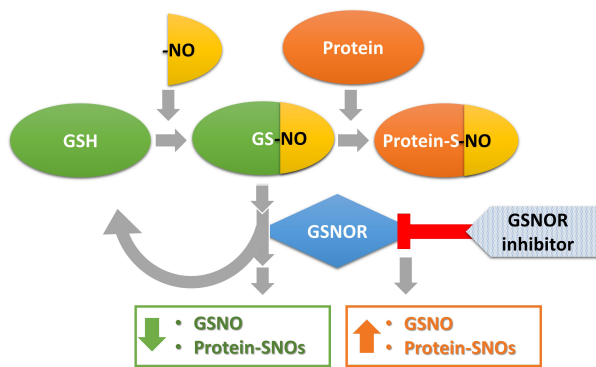 -NO
Protein
GSH
GS-NO
Protein-S-NO
GSNOR
GSNOR
inhibitor
• GSNO
• Protein-SNOs
• GSNO
• Protein-SNOs